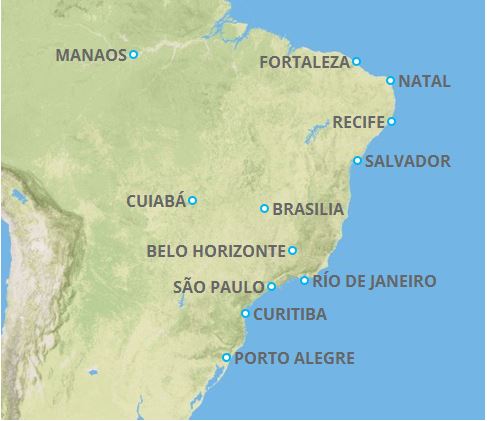 MANAOS
FORTALEZA
NATAL
RECIFE
SALVADOR
CUIABÁ
BRASILIA
BELO HORIZONTE
RÍO DE JANEIRO
SÃO PAULO
CURITIBA
PORTO ALEGRE